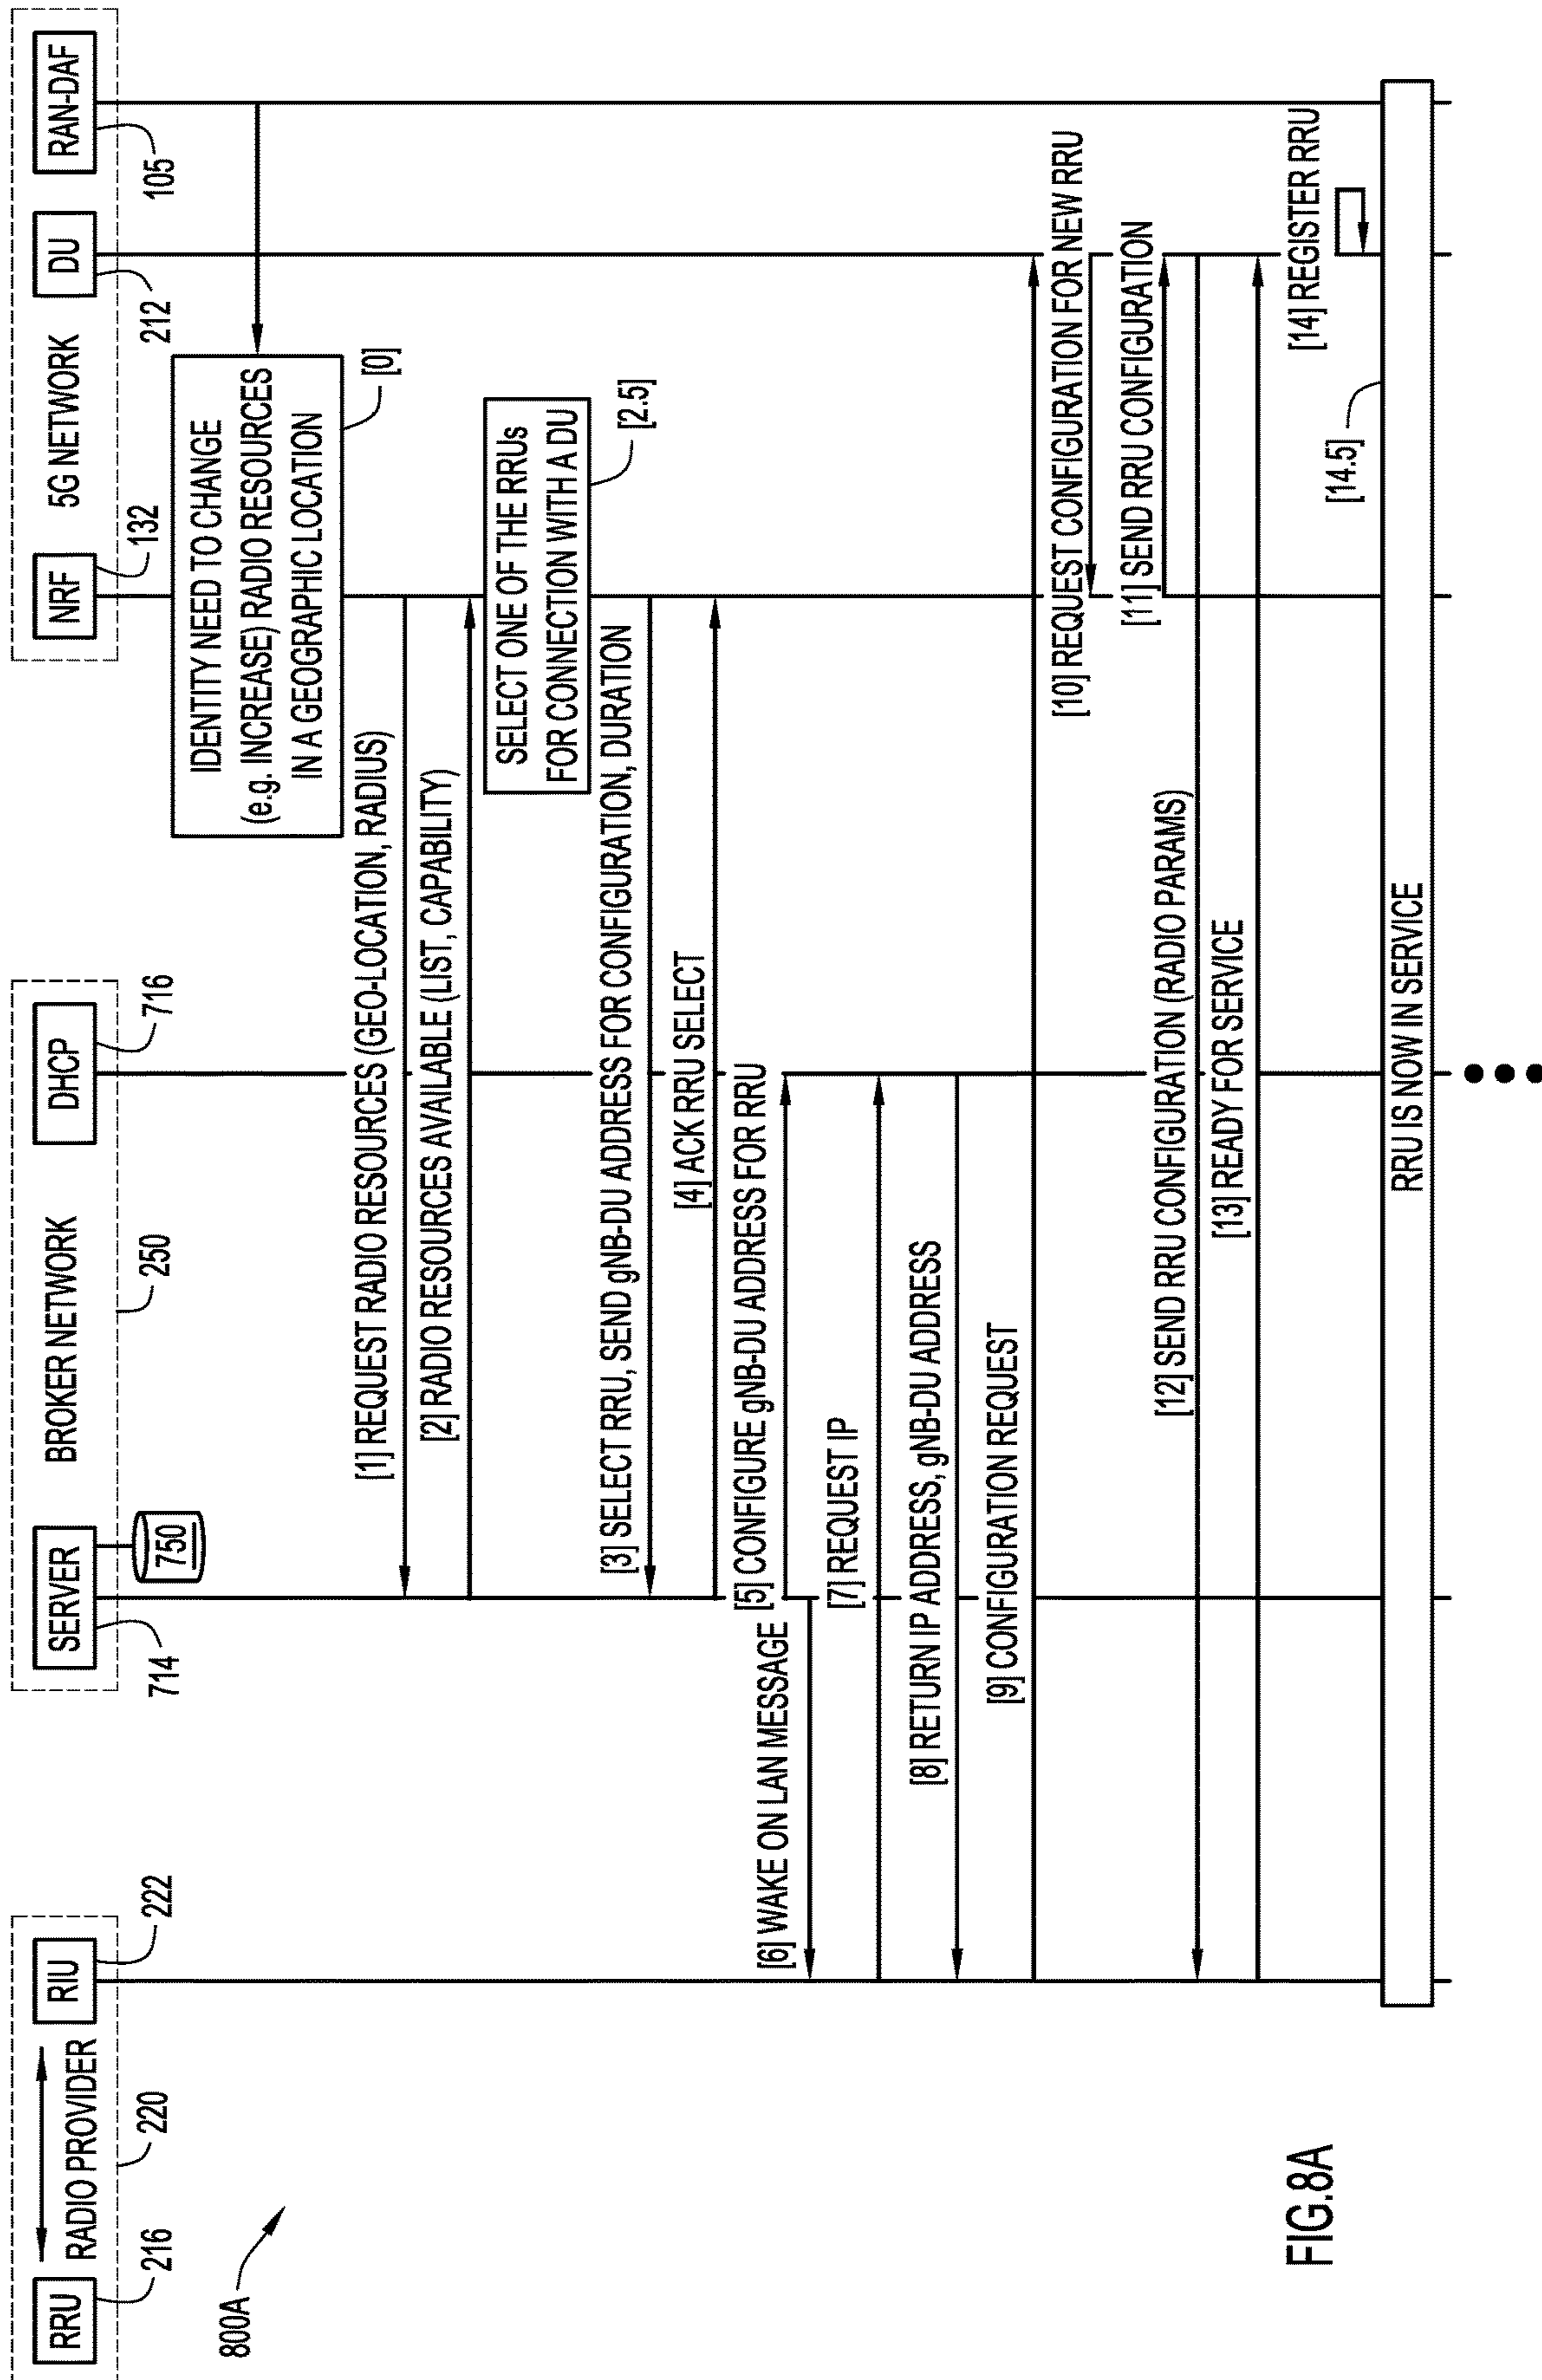 RRU
RADIO PROVIDER
RIU
216
220
222
SERVER
BROKER NETWORK
DHCP
714
750
250
716
NRF
5G NETWORK
DU
RAN-DAF
132
212
105
800A
IDENTITY NEED TO CHANGE
(e.g. INCREASE) RADIO RESOURCES
IN A GEOGRAPHIC LOCATION
[0]
[1] REQUEST RADIO RESOURCES (GEO-LOCATION, RADIUS)
[2] RADIO RESOURCES AVAILABLE (LIST, CAPABILITY)
SELECT ONE OF THE RRUs
FOR CONNECTION WITH A DU
[2.5]
[3] SELECT RRU, SEND gNB-DU ADDRESS FOR CONFIGURATION, DURATION
[4] ACK RRU SELECT
[5] CONFIGURE gNB-DU ADDRESS FOR RRU
[6] WAKE ON LAN MESSAGE
[7] REQUEST IP
[8] RETURN IP ADDRESS, gNB-DU ADDRESS
[9] CONFIGURATION REQUEST
[10] REQUEST CONFIGURATION FOR NEW RRU
[11] SEND RRU CONFIGURATION
[12] SEND RRU CONFIGURATION (RADIO PARAMS)
[13] READY FOR SERVICE
[14] REGISTER RRU
[14.5]
RRU IS NOW IN SERVICE
FIG.8A